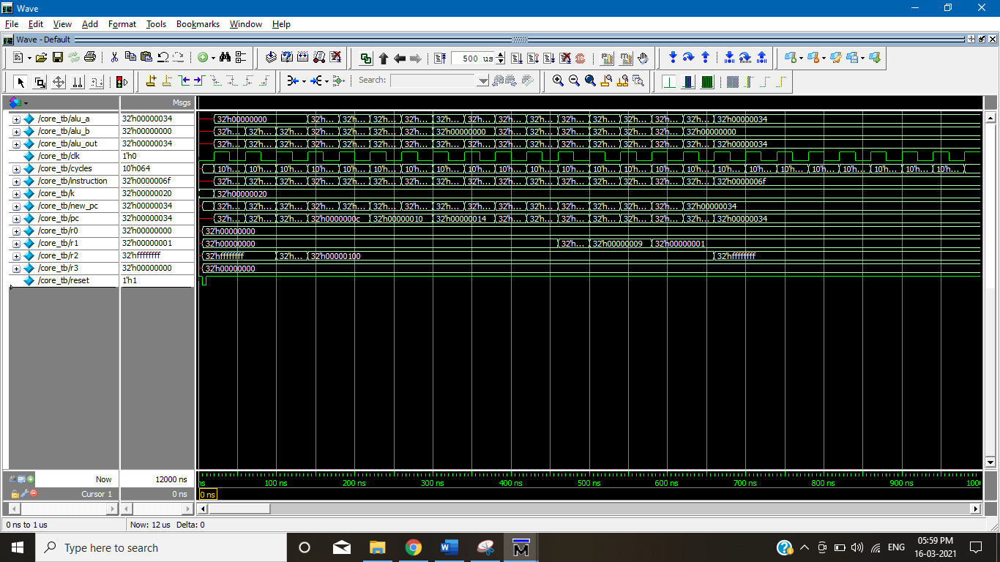 Wave
File Edit View Add Format Tools Bookmarks Window Help
Wave - Default
500 us
Search:
Msgs
/core_tb/alu_a 32'h00000034 32'h00000000 32'h... 32'h... 32'h... 32'h... 32'h... 32'h... 32'h... 32'h... 32'h... 32'h... 32'h... 32'h... 32'h... 32'h00000034
/core_tb/alu_b 32'h00000000 32'h... 32'h... 32'h... 32'h... 32'h... 32'h... 32'h... 32'h00000000 32'h... 32'h... 32'h... 32'h... 32'h... 32'h... 32'h00000000
/core_tb/alu_out 32'h00000034 32'h... 32'h... 32'h... 32'h... 32'h... 32'h... 32'h... 32'h... 32'h... 32'h... 32'h... 32'h... 32'h... 32'h... 32'h... 32'h... 32'h00000034
/core_tb/clk 1'h0
/core_tb/cycles 10'h064 10'h... 10'h... 10'h... 10'h... 10'h... 10'h... 10'h... 10'h... 10'h... 10'h... 10'h... 10'h... 10'h... 10'h... 10'h... 10'h... 10'h... 10'h... 10'h... 10'h... 10'h... 10'h... 10'h... 10'h...
/core_tb/instruction 32'h0000006f 32'h... 32'h... 32'h... 32'h... 32'h... 32'h... 32'h... 32'h... 32'h... 32'h... 32'h... 32'h... 32'h... 32'h... 32'h... 32'h... 32'h0000006f
/core_tb/k 32'h00000020 32'h00000020
/core_tb/new_pc 32'h00000034 32'h... 32'h... 32'h... 32'h... 32'h... 32'h... 32'h... 32'h... 32'h... 32'h... 32'h... 32'h... 32'h... 32'h... 32'h... 32'h00000034
/core_tb/pc 32'h00000034 32'h... 32'h... 32'h... 32'h0000000c 32'h00000010 32'h00000014 32'h... 32'h... 32'h... 32'h... 32'h... 32'h... 32'h... 32'h00000034
/core_tb/r0 32'h00000000 32'h00000000
/core_tb/r1 32'h00000001 32'h00000000 32'h... 32'h00000009 32'h00000001
/core_tb/r2 32'hffffffff 32'hffffffff 32'h... 32'h00000100 32'hffffffff
/core_tb/r3 32'h00000000 32'h00000000
/core_tb/reset 1'h1
Now 12000 ns ns 100 ns 200 ns 300 ns 400 ns 500 ns 600 ns 700 ns 800 ns 900 ns 1000
Cursor 1 0 ns 0 ns
0 ns to 1 us Now: 12 us Delta: 0
Type here to search
ENG
05:59 PM
16-03-2021